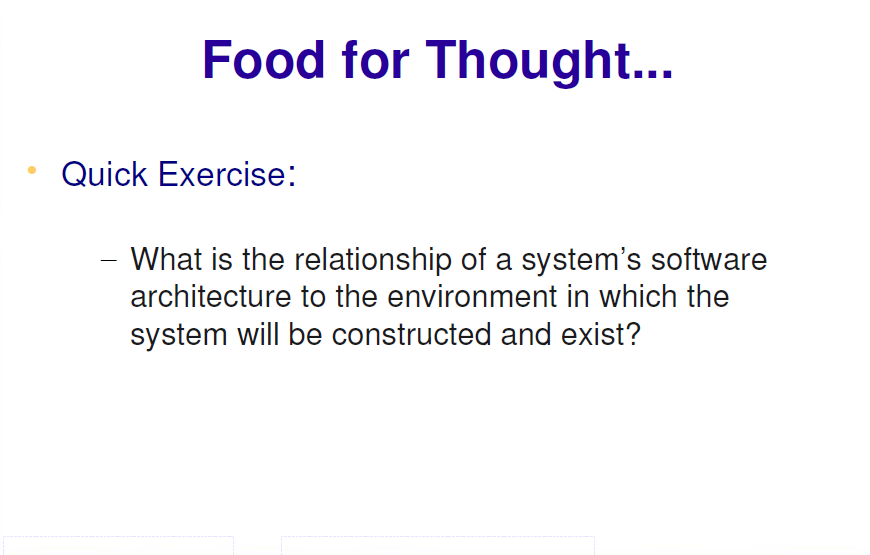 Food for Thought...
• Quick Exercise:
– What is the relationship of a system’s software
architecture to the environment in which the
system will be constructed and exist?